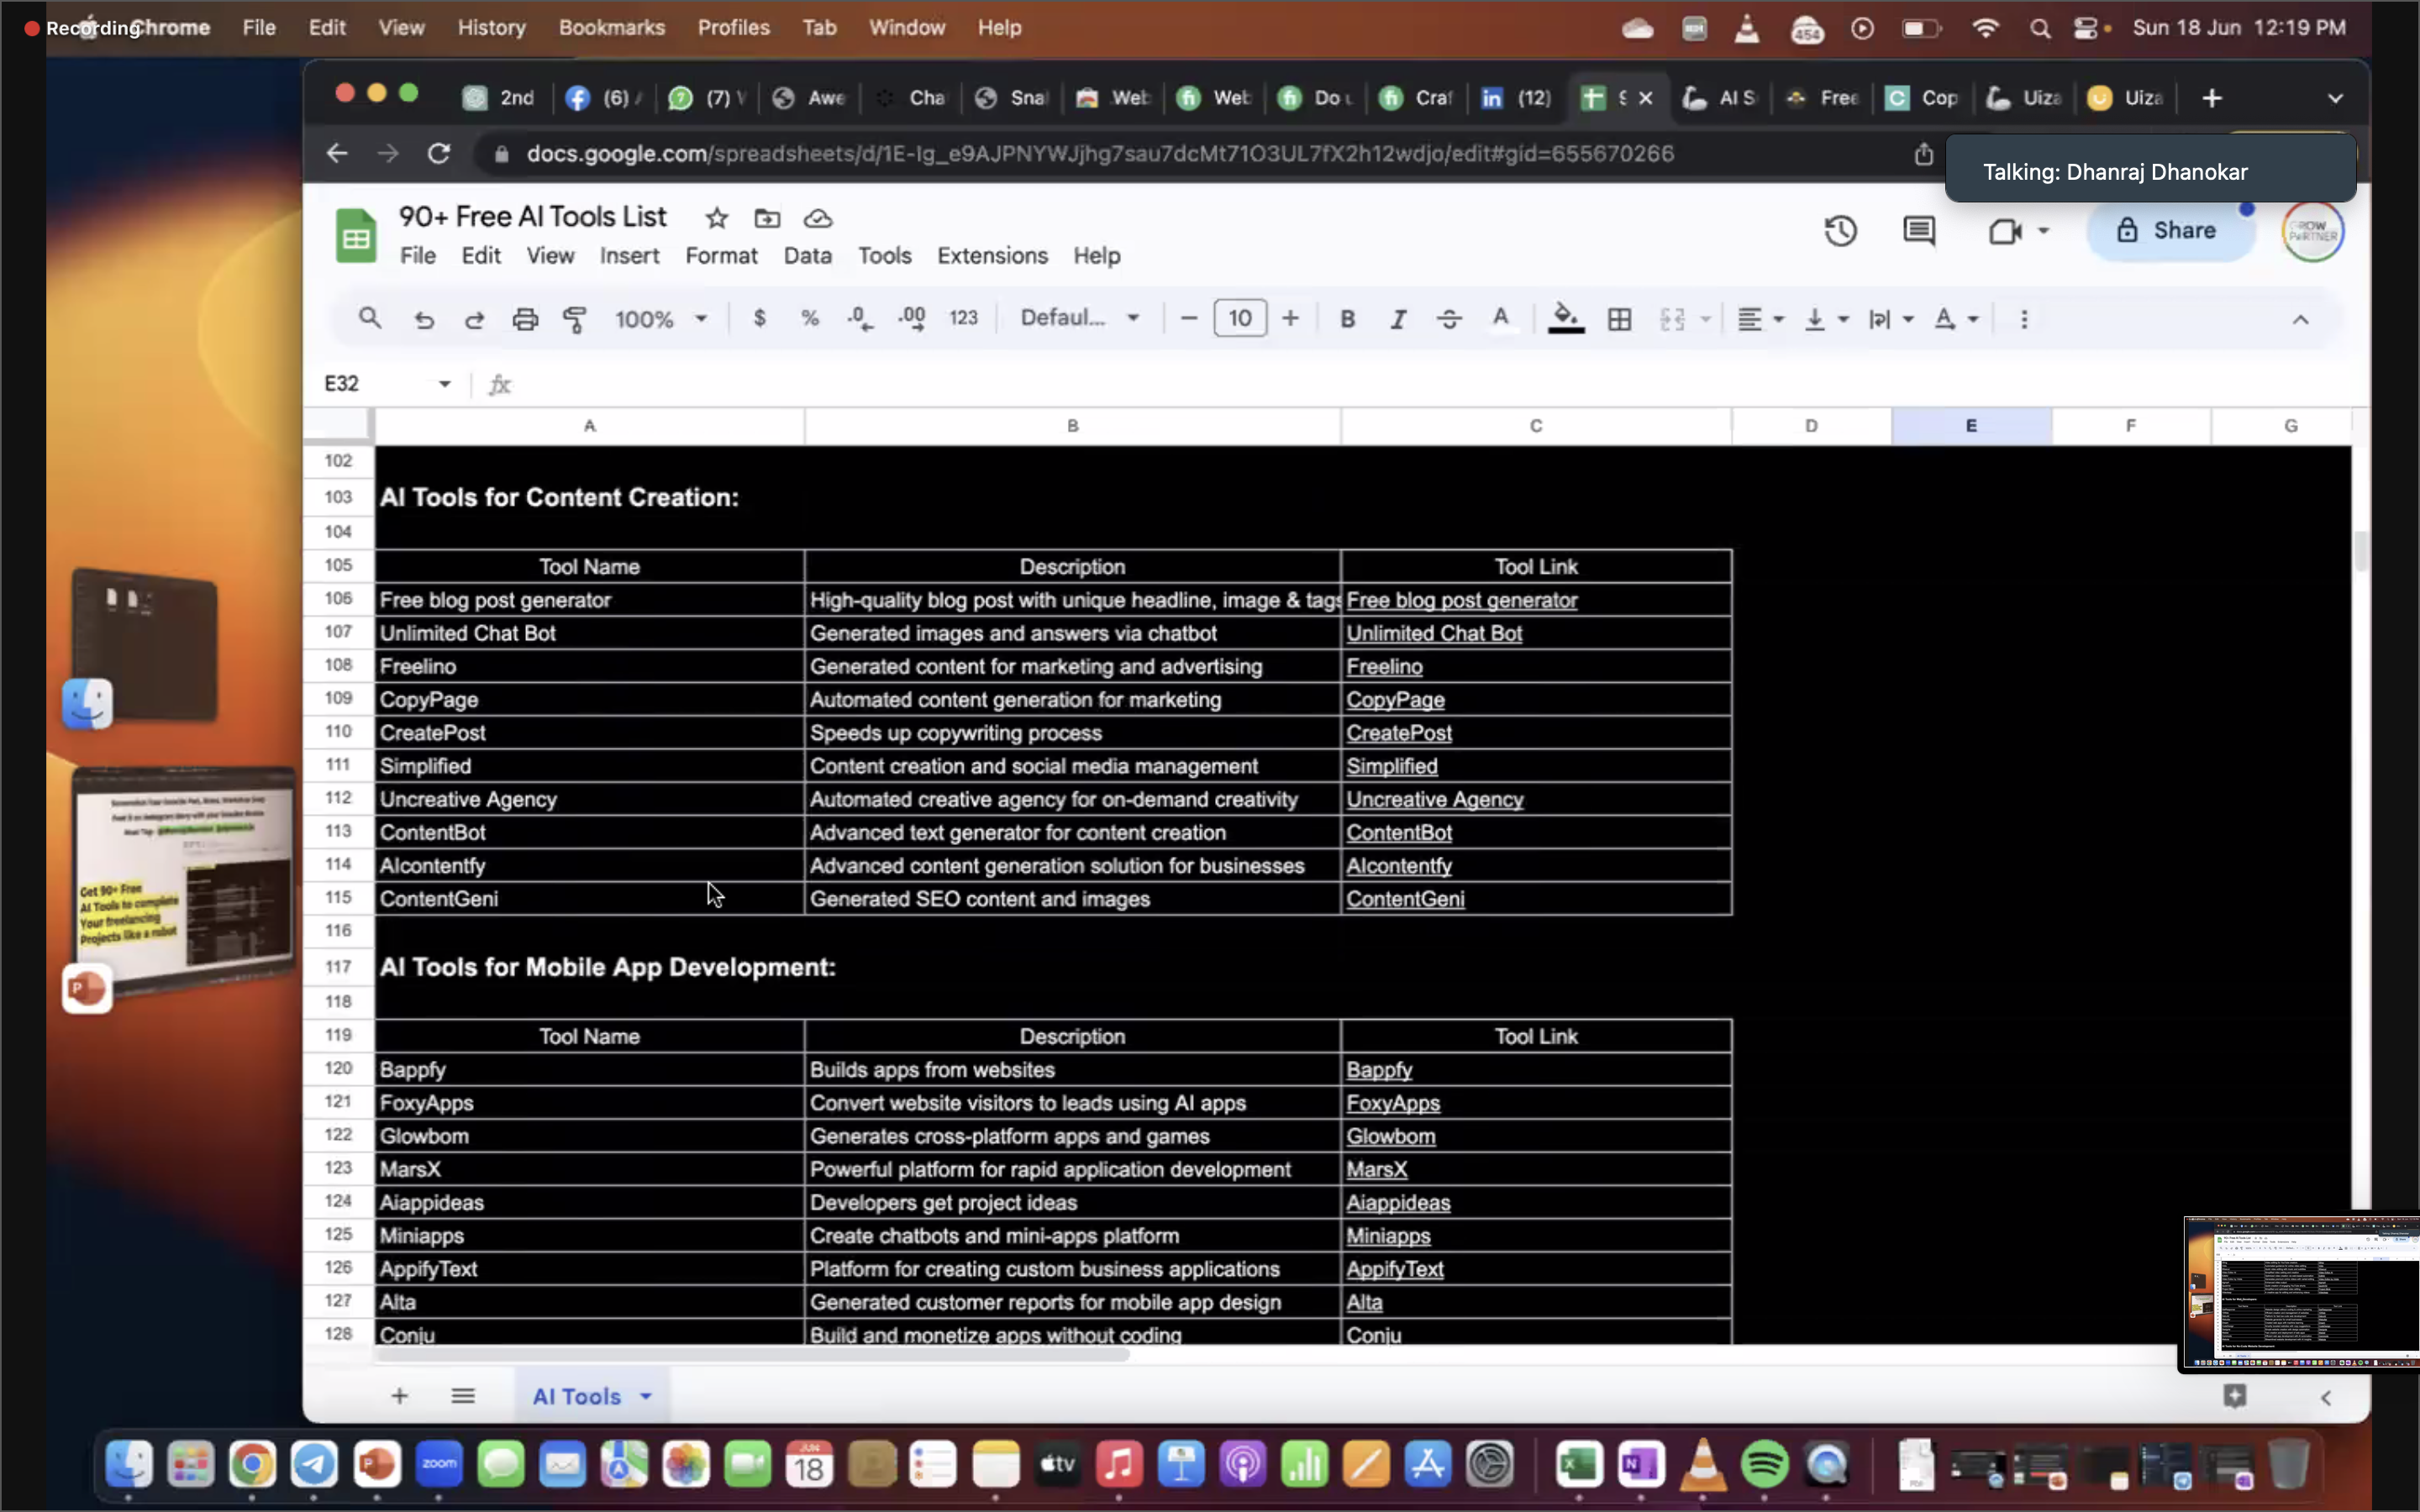 Recording
Chrome File Edit View History Bookmarks Profiles Tab Window Help
454
Sun 18 Jun 12:19 PM
2nd (6) (7) Awe Cha Sna Web Web Do Craf (12) AI S Free Cop Uiza Uiza
docs.google.com/spreadsheets/d/1E-Ig_e9AJPNYWJjhg7sau7dcMt71O3UL7fX2h12wdjo/edit#gid=655670266
Talking: Dhanraj Dhanokar
90+ Free AI Tools List
File Edit View Insert Format Data Tools Extensions Help
Share
GROW PARTNER
100% $ % .0 .00 123 Defaul... 10 B I A
E32 fx
A B C D E F G
102
103 AI Tools for Content Creation:
104
105 Tool Name Description Tool Link
106 Free blog post generator High-quality blog post with unique headline, image & tags Free blog post generator
107 Unlimited Chat Bot Generated images and answers via chatbot Unlimited Chat Bot
108 Freelino Generated content for marketing and advertising Freelino
109 CopyPage Automated content generation for marketing CopyPage
110 CreatePost Speeds up copywriting process CreatePost
111 Simplified Content creation and social media management Simplified
112 Uncreative Agency Automated creative agency for on-demand creativity Uncreative Agency
113 ContentBot Advanced text generator for content creation ContentBot
114 AIcontentfy Advanced content generation solution for businesses AIcontentfy
115 ContentGeni Generated SEO content and images ContentGeni
116
117 AI Tools for Mobile App Development:
118
119 Tool Name Description Tool Link
120 Bappfy Builds apps from websites Bappfy
121 FoxyApps Convert website visitors to leads using AI apps FoxyApps
122 Glowbom Generates cross-platform apps and games Glowbom
123 MarsX Powerful platform for rapid application development MarsX
124 Aiappideas Developers get project ideas Aiappideas
125 Miniapps Create chatbots and mini-apps platform Miniapps
126 AppifyText Platform for creating custom business applications AppifyText
127 Alta Generated customer reports for mobile app design Alta
128 Conju Build and monetize apps without coding Conju
AI Tools
Get 90+ Free
AI Tools to complete
Your freelancing
Projects like a robot
zoom
tv
JUN
18